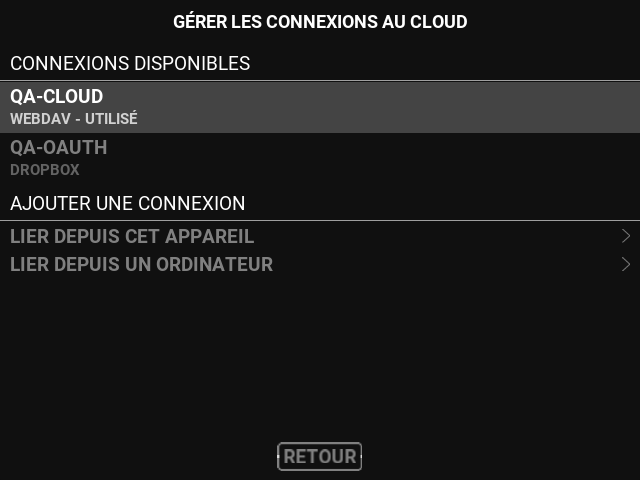 GÉRER LES CONNEXIONS AU CLOUD
CONNEXIONS DISPONIBLES
QA-CLOUD
WEBDAV - UTILISÉ
QA-OAUTH
DROPBOX
AJOUTER UNE CONNEXION
LIER DEPUIS CET APPAREIL
LIER DEPUIS UN ORDINATEUR
RETOUR